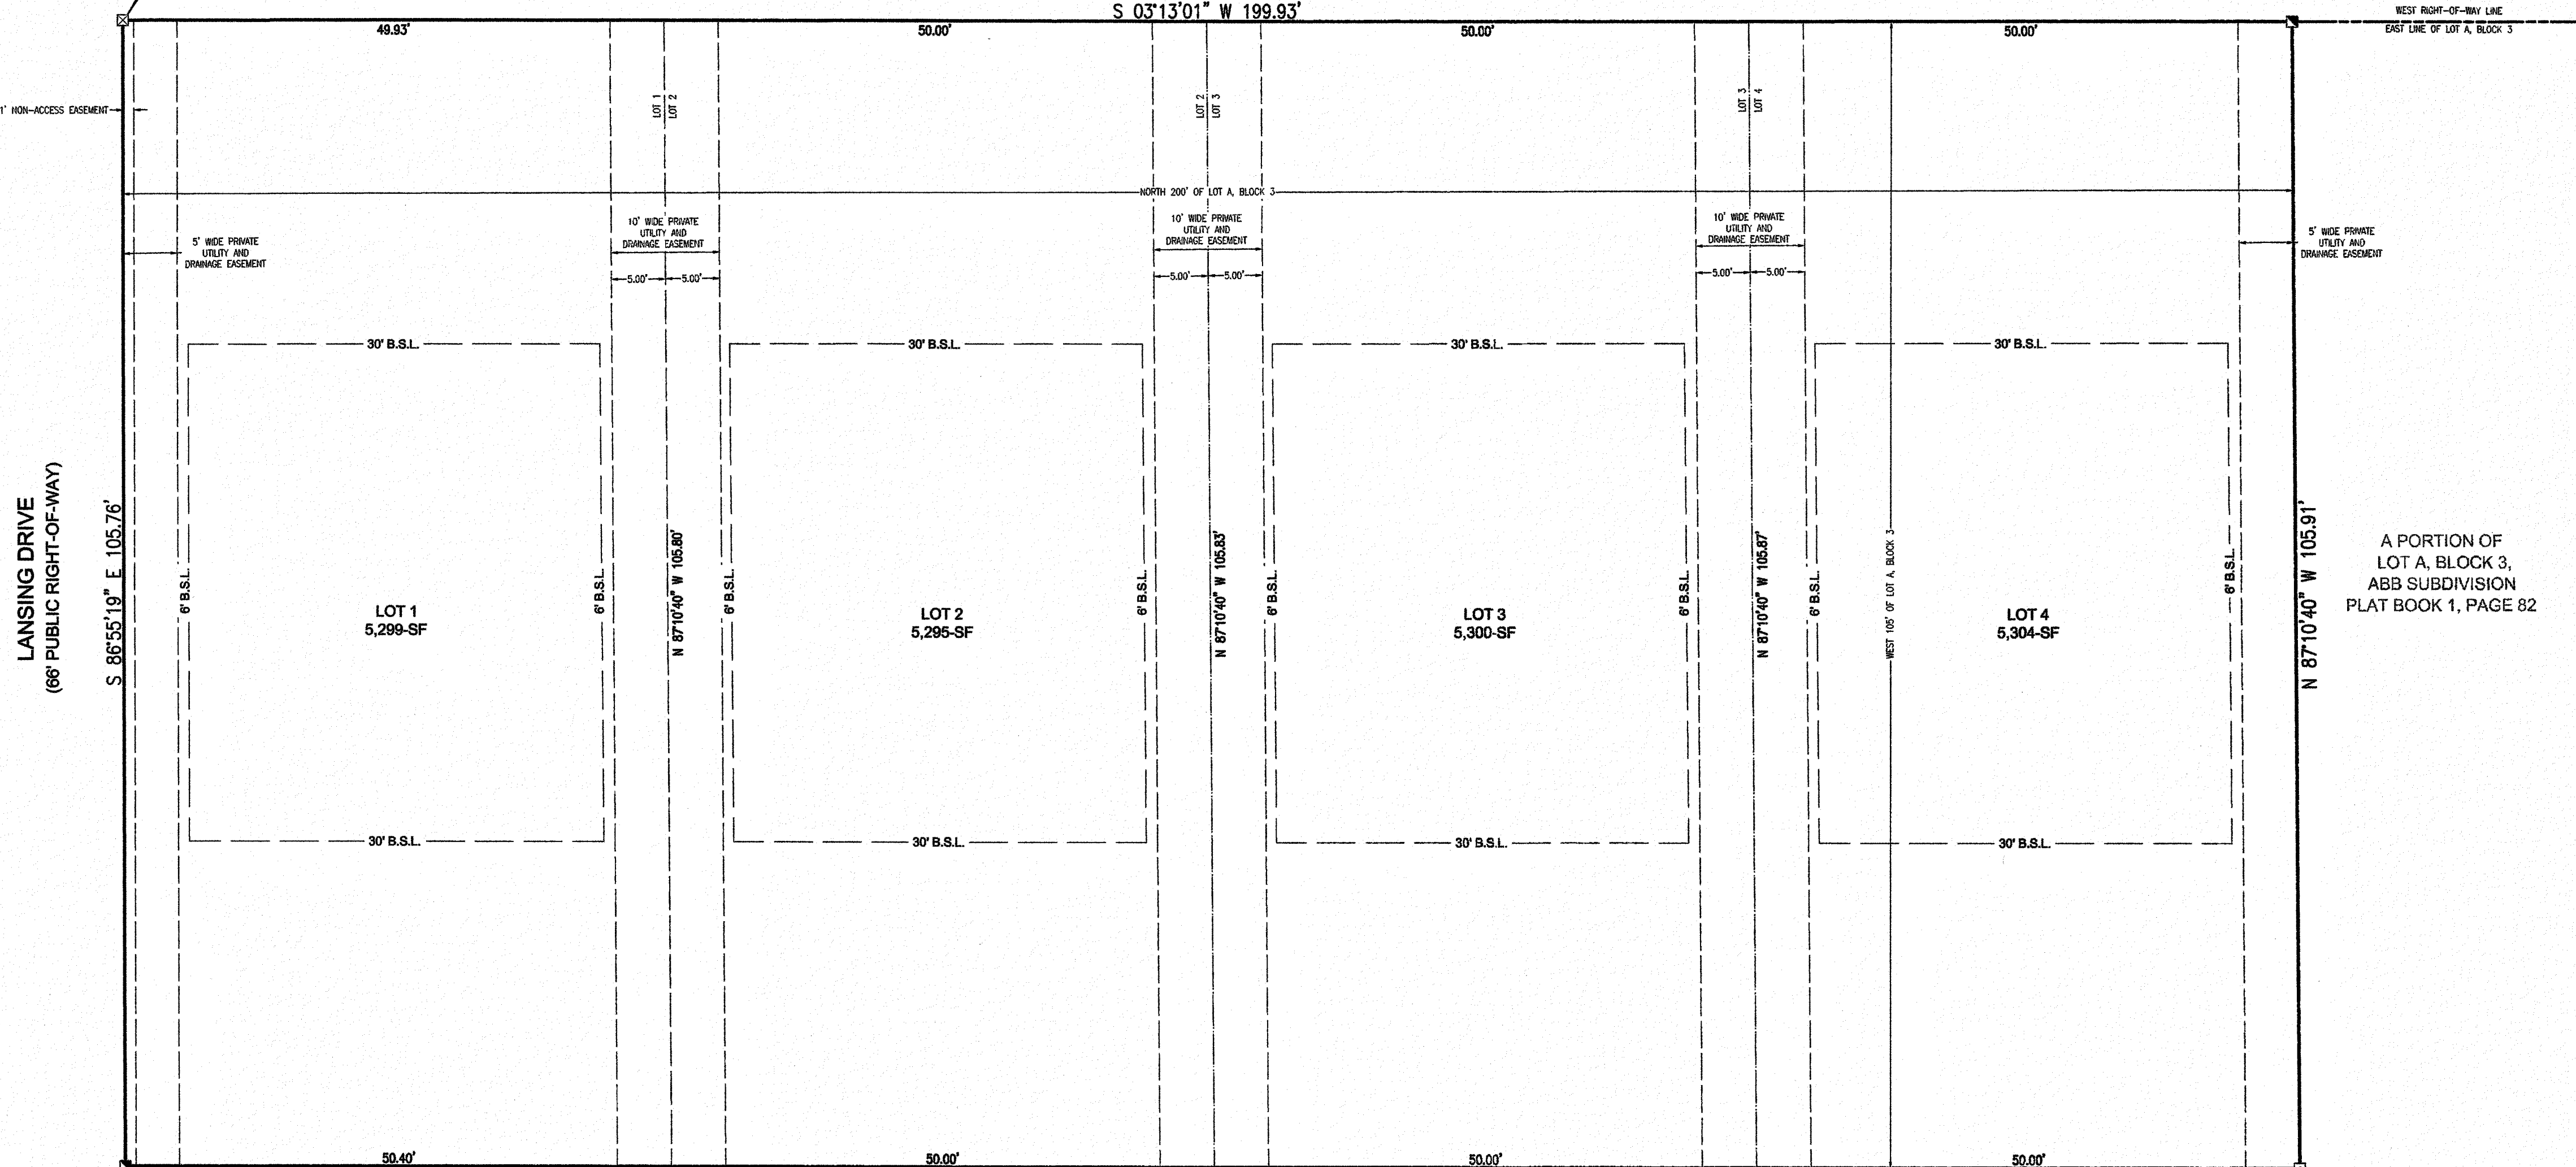 S 03°13'01" W 199.93'
WEST RIGHT-OF-WAY LINE
EAST LINE OF LOT A, BLOCK 3
49.93'
50.00'
50.00'
50.00'
1' NON-ACCESS EASEMENT
LOT 1
LOT 2
LOT 2
LOT 3
LOT 3
LOT 4
NORTH 200' OF LOT A, BLOCK 3
5' WIDE PRIVATE
UTILITY AND
DRAINAGE EASEMENT
10' WIDE PRIVATE
UTILITY AND
DRAINAGE EASEMENT
5.00'
5.00'
10' WIDE PRIVATE
UTILITY AND
DRAINAGE EASEMENT
5.00'
5.00'
10' WIDE PRIVATE
UTILITY AND
DRAINAGE EASEMENT
5.00'
5.00'
5' WIDE PRIVATE
UTILITY AND
DRAINAGE EASEMENT
30' B.S.L.
30' B.S.L.
30' B.S.L.
30' B.S.L.
LANSING DRIVE
(66' PUBLIC RIGHT-OF-WAY)
S 86°55'19" E 105.76'
6' B.S.L.
LOT 1
5,299-SF
6' B.S.L.
N 87°10'40" W 105.80'
6' B.S.L.
LOT 2
5,295-SF
6' B.S.L.
N 87°10'40" W 105.83'
6' B.S.L.
LOT 3
5,300-SF
6' B.S.L.
N 87°10'40" W 105.87'
6' B.S.L.
WEST 105' OF LOT A, BLOCK 3
LOT 4
5,304-SF
6' B.S.L.
N 87°10'40" W 105.91'
A PORTION OF
LOT A, BLOCK 3,
ABB SUBDIVISION
PLAT BOOK 1, PAGE 82
30' B.S.L.
30' B.S.L.
30' B.S.L.
30' B.S.L.
50.40'
50.00'
50.00'
50.00'